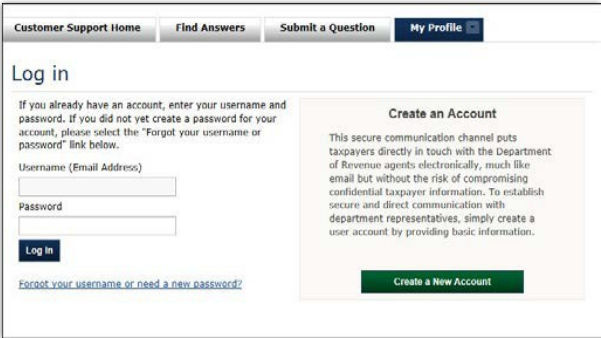 Customer Support Home Find Answers Submit a Question My Profile
Log in
If you already have an account, enter your username and
password. If you did not yet create a password for your
account, please select the "Forgot your username or
password" link below.
Username (Email Address)
Password
Log In
Forgot your username or need a new password?
Create an Account
This secure communication channel puts
taxpayers directly in touch with the Department
of Revenue agents electronically, much like
email but without the risk of compromising
confidential taxpayer information. To establish
secure and direct communication with
department representatives, simply create a
user account by providing basic information.
Create a New Account